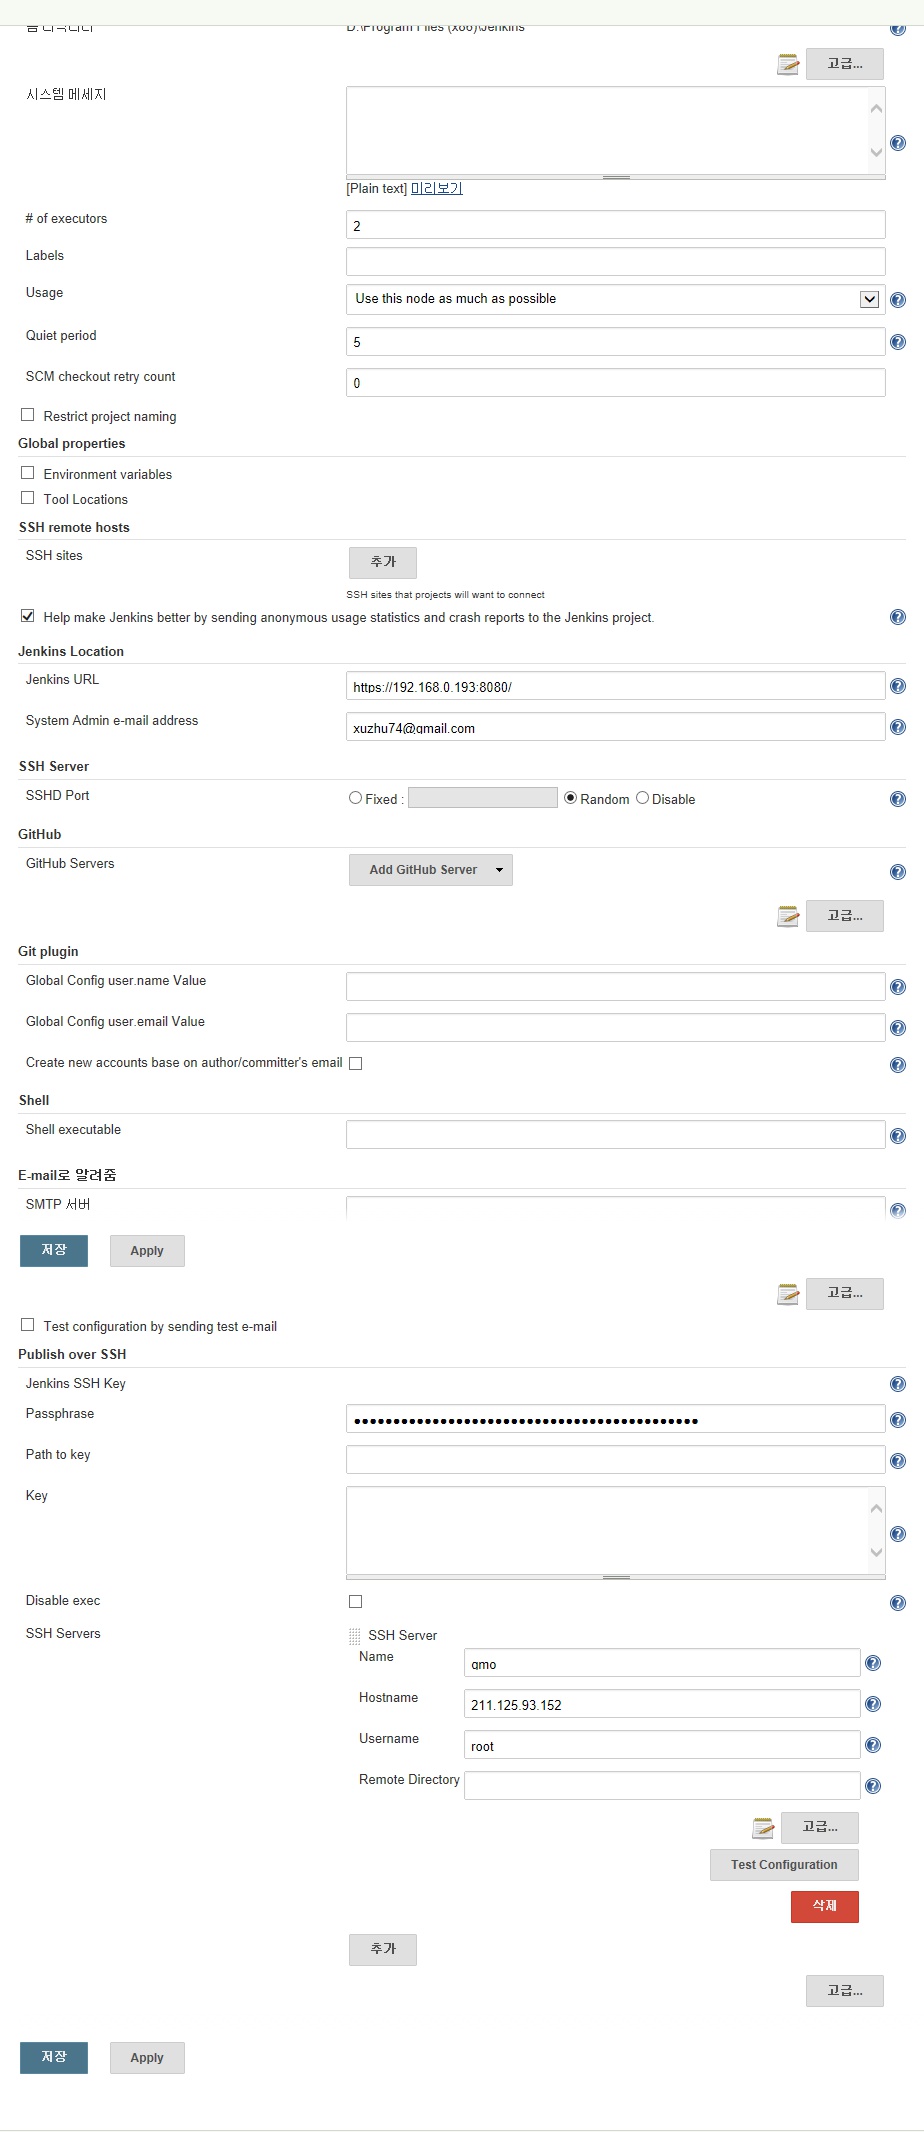 홈 디렉터리 D:\Program Files (x86)\Jenkins
고급...
시스템 메세지
[Plain text] 미리보기
# of executors 2
Labels
Usage Use this node as much as possible
Quiet period 5
SCM checkout retry count 0
Restrict project naming
Global properties
Environment variables
Tool Locations
SSH remote hosts
SSH sites 추가
SSH sites that projects will want to connect
Help make Jenkins better by sending anonymous usage statistics and crash reports to the Jenkins project.
Jenkins Location
Jenkins URL https://192.168.0.193:8080/
System Admin e-mail address xuzhu74@gmail.com
SSH Server
SSHD Port Fixed : Random Disable
GitHub
GitHub Servers Add GitHub Server
고급...
Git plugin
Global Config user.name Value
Global Config user.email Value
Create new accounts base on author/committer's email
Shell
Shell executable
E-mail로 알려줌
SMTP 서버
저장 Apply
고급...
Test configuration by sending test e-mail
Publish over SSH
Jenkins SSH Key
Passphrase ●●●●●●●●●●●●●●●●●●●●●●●●●●●●●●●●●●●●●●●●●●●●
Path to key
Key
Disable exec
SSH Servers SSH Server
Name gmo
Hostname 211.125.93.152
Username root
Remote Directory
고급...
Test Configuration
삭제
추가
고급...
저장 Apply